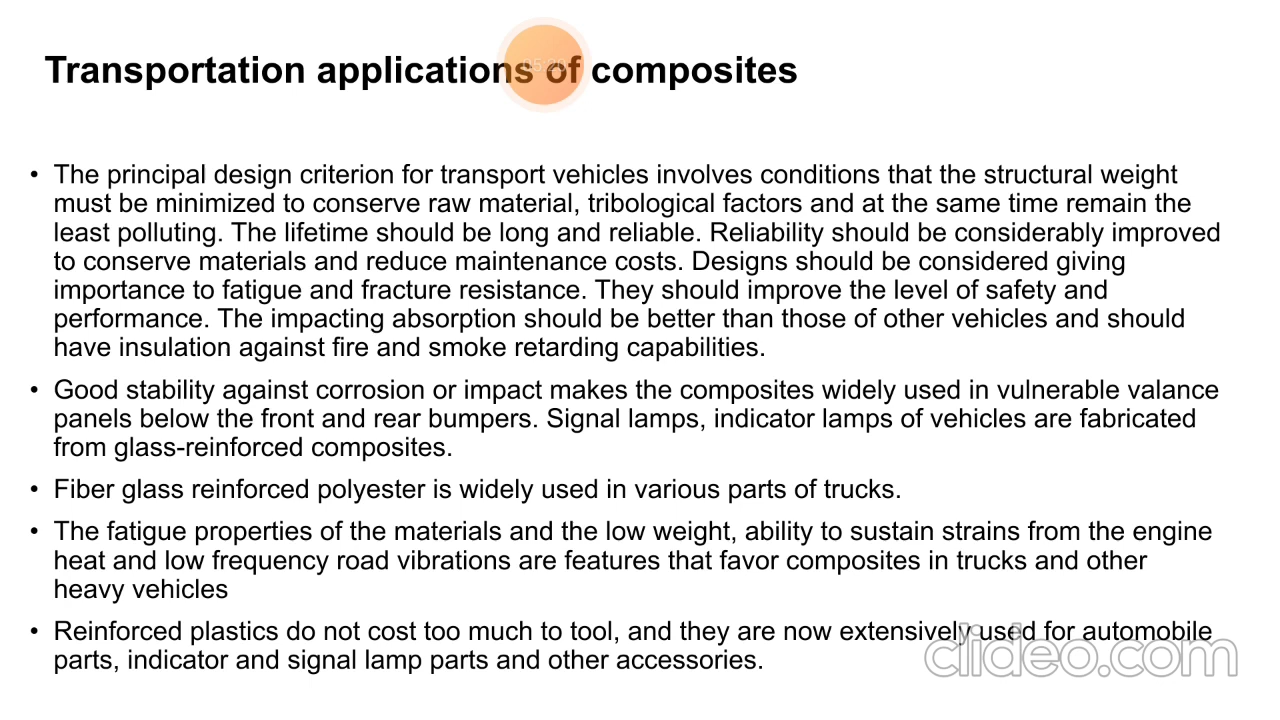 Transportation applications of composites
• The principal design criterion for transport vehicles involves conditions that the structural weight
must be minimized to conserve raw material, tribological factors and at the same time remain the
least polluting. The lifetime should be long and reliable. Reliability should be considerably improved
to conserve materials and reduce maintenance costs. Designs should be considered giving
importance to fatigue and fracture resistance. They should improve the level of safety and
performance. The impacting absorption should be better than those of other vehicles and should
have insulation against fire and smoke retarding capabilities.
• Good stability against corrosion or impact makes the composites widely used in vulnerable valance
panels below the front and rear bumpers. Signal lamps, indicator lamps of vehicles are fabricated
from glass-reinforced composites.
• Fiber glass reinforced polyester is widely used in various parts of trucks.
• The fatigue properties of the materials and the low weight, ability to sustain strains from the engine
heat and low frequency road vibrations are features that favor composites in trucks and other
heavy vehicles
• Reinforced plastics do not cost too much to tool, and they are now extensively used for automobile
parts, indicator and signal lamp parts and other accessories.
clideo.com